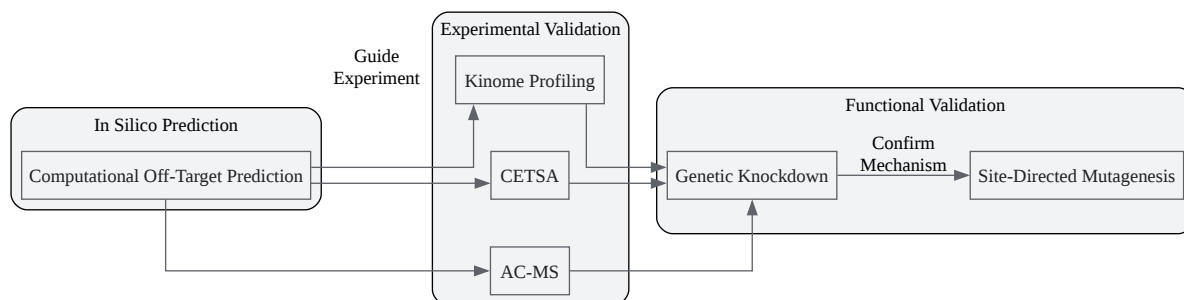 In Silico Prediction
Computational Off-Target Prediction
Guide
Experiment
Experimental Validation
Kinome Profiling
CETSA
AC-MS
Functional Validation
Genetic Knockdown
Confirm
Mechanism
Site-Directed Mutagenesis